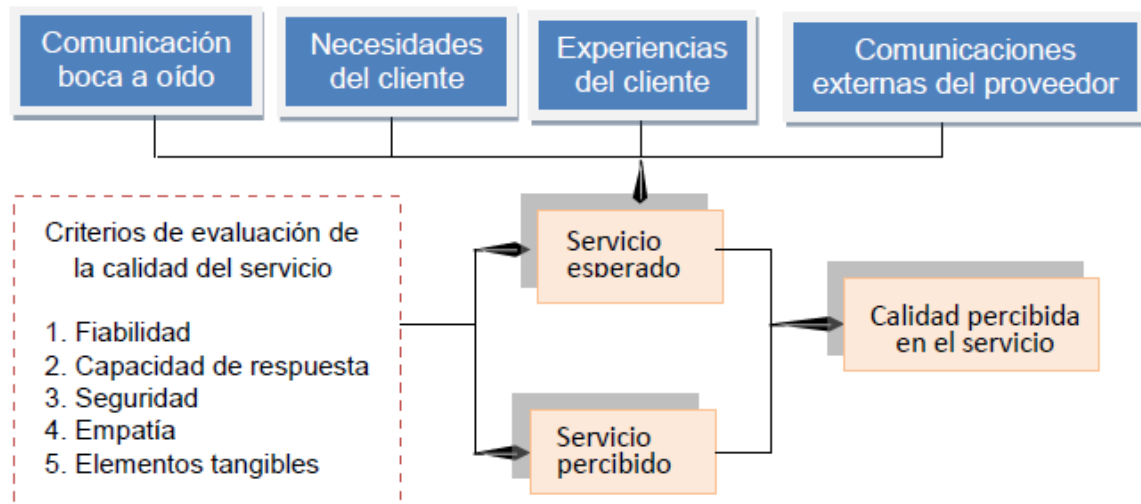 Comunicación
boca a oído
Necesidades
del cliente
Experiencias
del cliente
Comunicaciones
externas del proveedor
Criterios de evaluación de
la calidad del servicio
1. Fiabilidad
2. Capacidad de respuesta
3. Seguridad
4. Empatía
5. Elementos tangibles
Servicio
esperado
Servicio
percibido
Calidad percibida
en el servicio